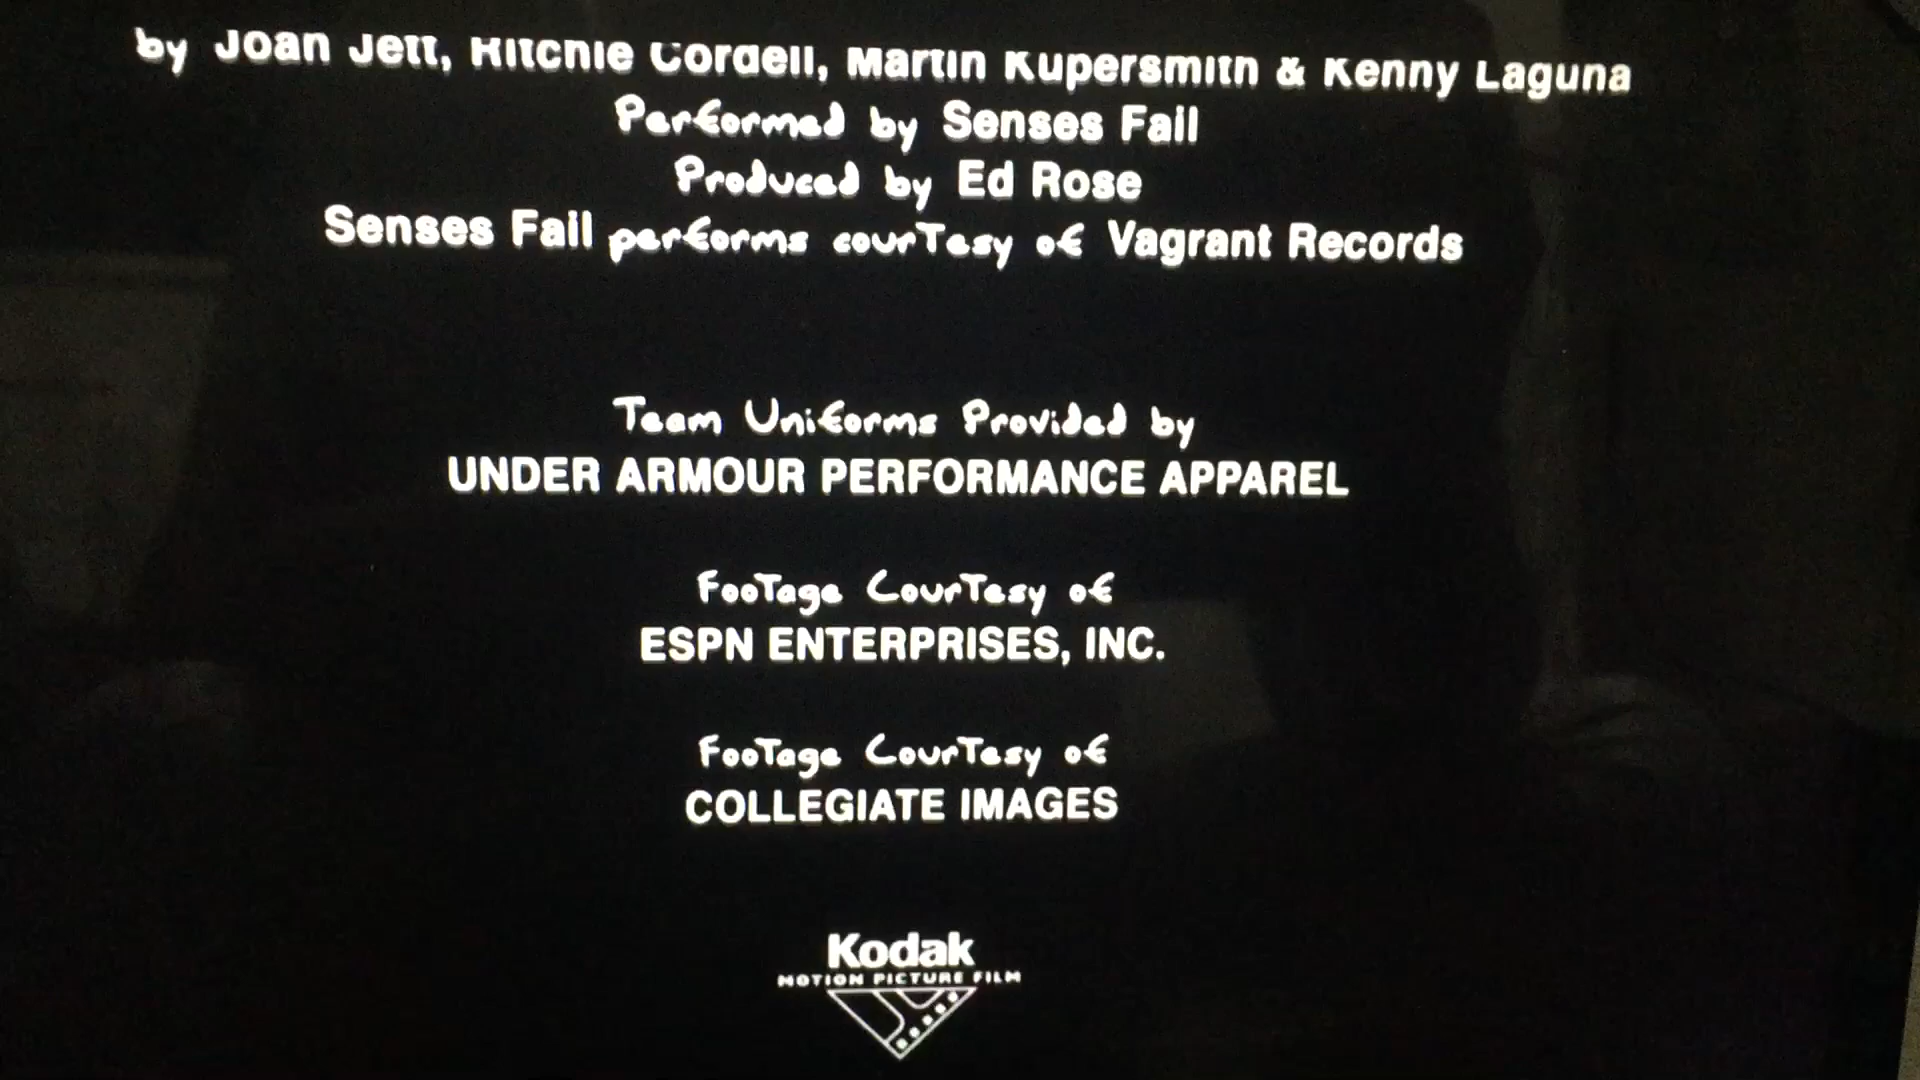 by Joan Jett, Ritchie Cordell, Martin Kupersmith & Kenny Laguna
Performed by Senses Fail
Produced by Ed Rose
Senses Fail performs courtesy of Vagrant Records
Team Uniforms Provided by
UNDER ARMOUR PERFORMANCE APPAREL
Footage Courtesy of
ESPN ENTERPRISES, INC.
Footage Courtesy of
COLLEGIATE IMAGES
Kodak
MOTION PICTURE FILM